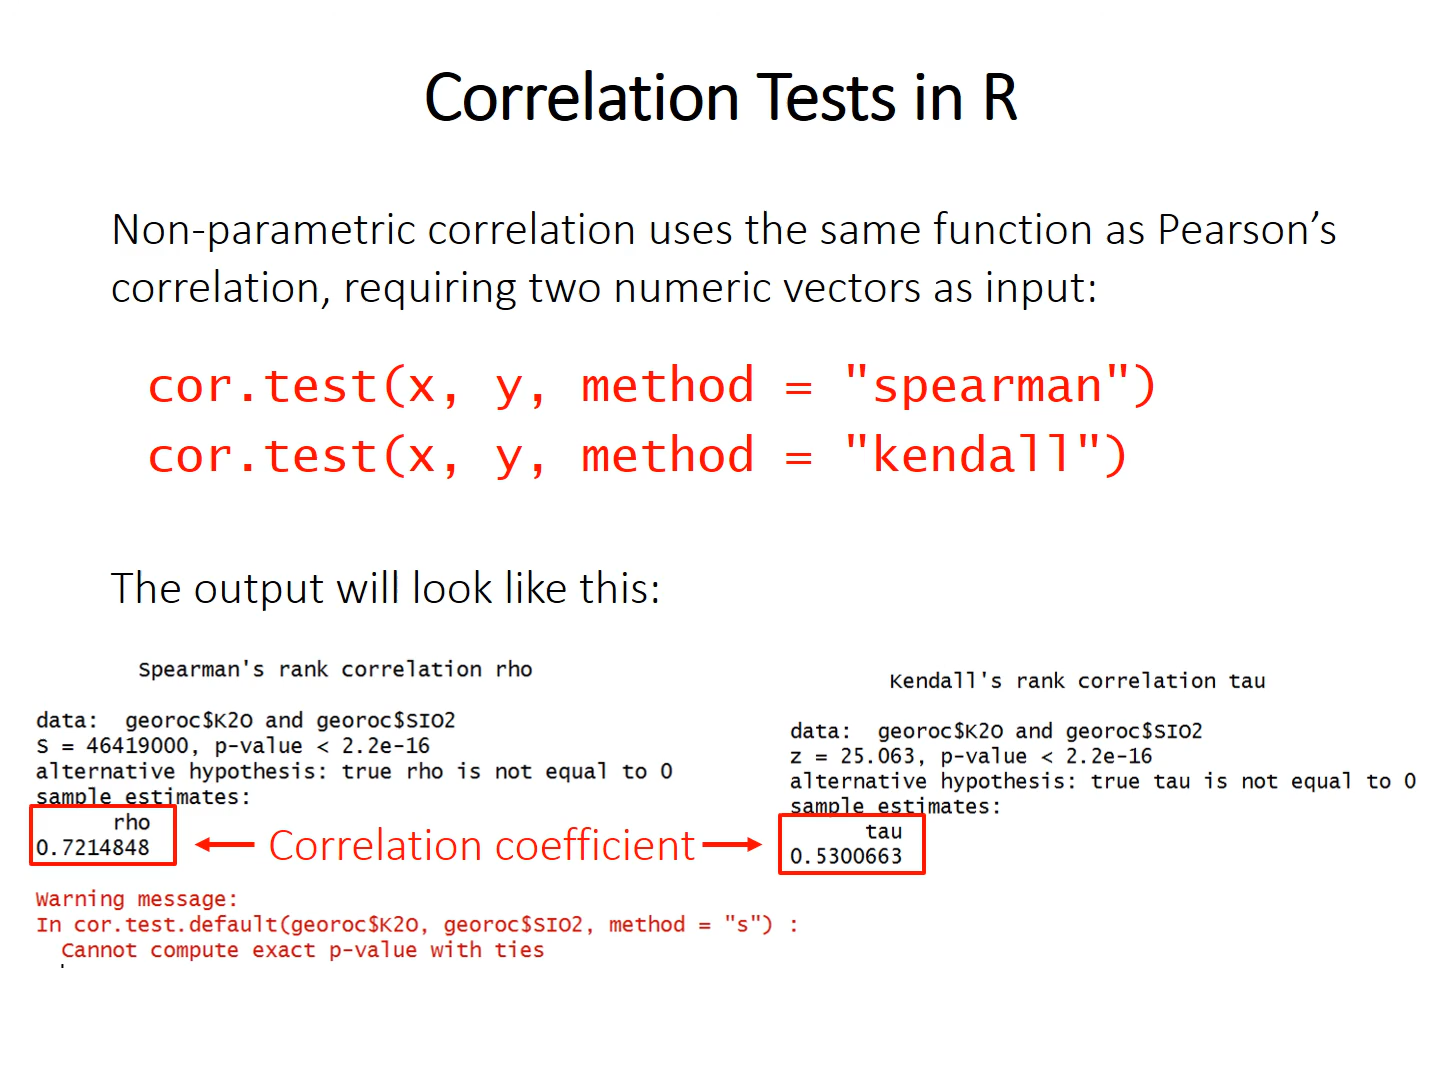 Correlation Tests in R
Non-parametric correlation uses the same function as Pearson’s
correlation, requiring two numeric vectors as input:
cor.test(x, y, method = "spearman")
cor.test(x, y, method = "kendall")
The output will look like this:
Spearman's rank correlation rho
data:  georoc$K2O and georoc$SIO2
S = 46419000, p-value < 2.2e-16
alternative hypothesis: true rho is not equal to 0
sample estimates:
rho
0.7214848
Correlation coefficient
Warning message:
In cor.test.default(georoc$K2O, georoc$SIO2, method = "s") :
Cannot compute exact p-value with ties
Kendall's rank correlation tau
data:  georoc$K2O and georoc$SIO2
z = 25.063, p-value < 2.2e-16
alternative hypothesis: true tau is not equal to 0
sample estimates:
tau
0.5300663